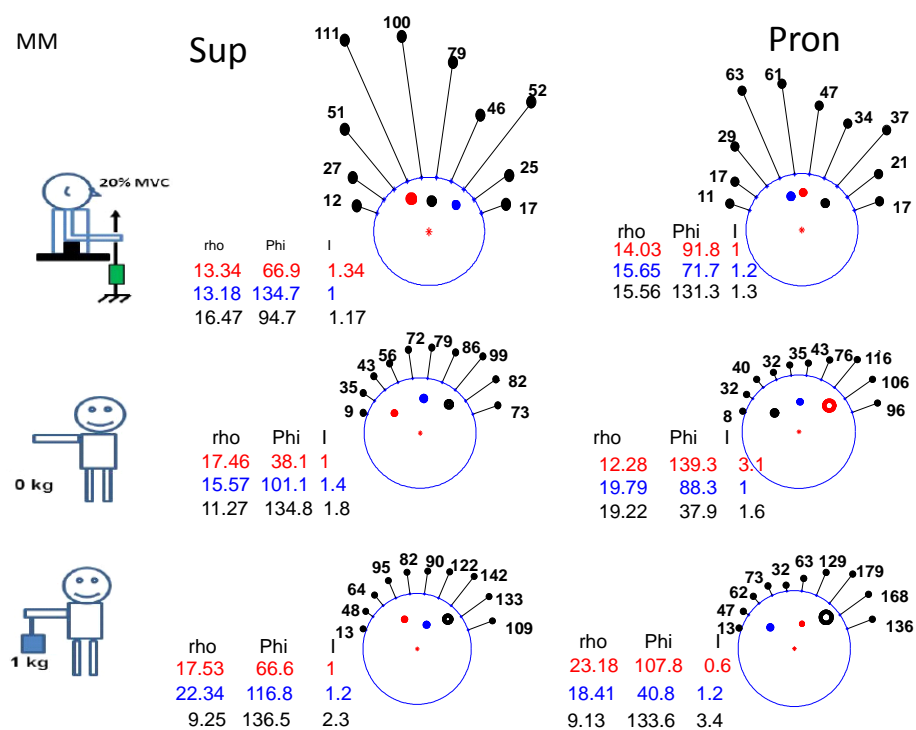 MM
Sup
Pron
111 100 79 52
51 46
27 25
12 17
63 61 47 37
29 34
17 21
11 17
20% MVC
rho Phi I
13.34 66.9 1.34
13.18 134.7 1
16.47 94.7 1.17
rho Phi I
14.03 91.8 1
15.65 71.7 1.2
15.56 131.3 1.3
72 79 86 99
43 56 82
35 73
9
32 35 43 76 116
40 106
32 96
8
0 kg
rho Phi I
17.46 38.1 1
15.57 101.1 1.4
11.27 134.8 1.8
rho Phi I
12.28 139.3 3.1
19.79 88.3 1
19.22 37.9 1.6
95 82 90 122 142
64 133
48 109
13
73 32 63 129 179
62 168
47 136
13
1 kg
rho Phi I
17.53 66.6 1
22.34 116.8 1.2
9.25 136.5 2.3
rho Phi I
23.18 107.8 0.6
18.41 40.8 1.2
9.13 133.6 3.4